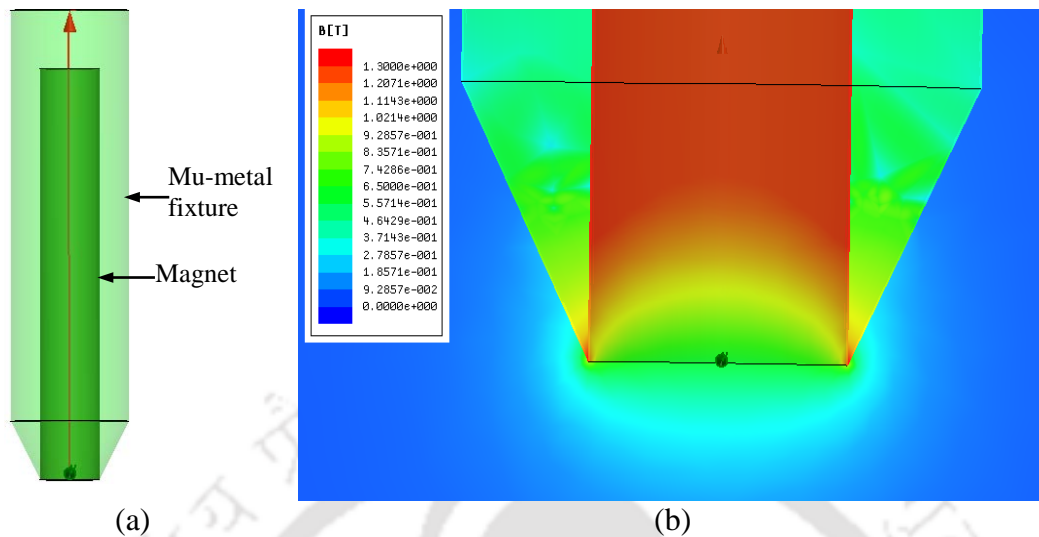 Mu-metal
fixture
Magnet
(a)
B[T]
1.3000e+000
1.2071e+000
1.1143e+000
1.0214e+000
9.2857e-001
8.3571e-001
7.4286e-001
6.5000e-001
5.5714e-001
4.6429e-001
3.7143e-001
2.7857e-001
1.8571e-001
9.2857e-002
0.0000e+000
(b)